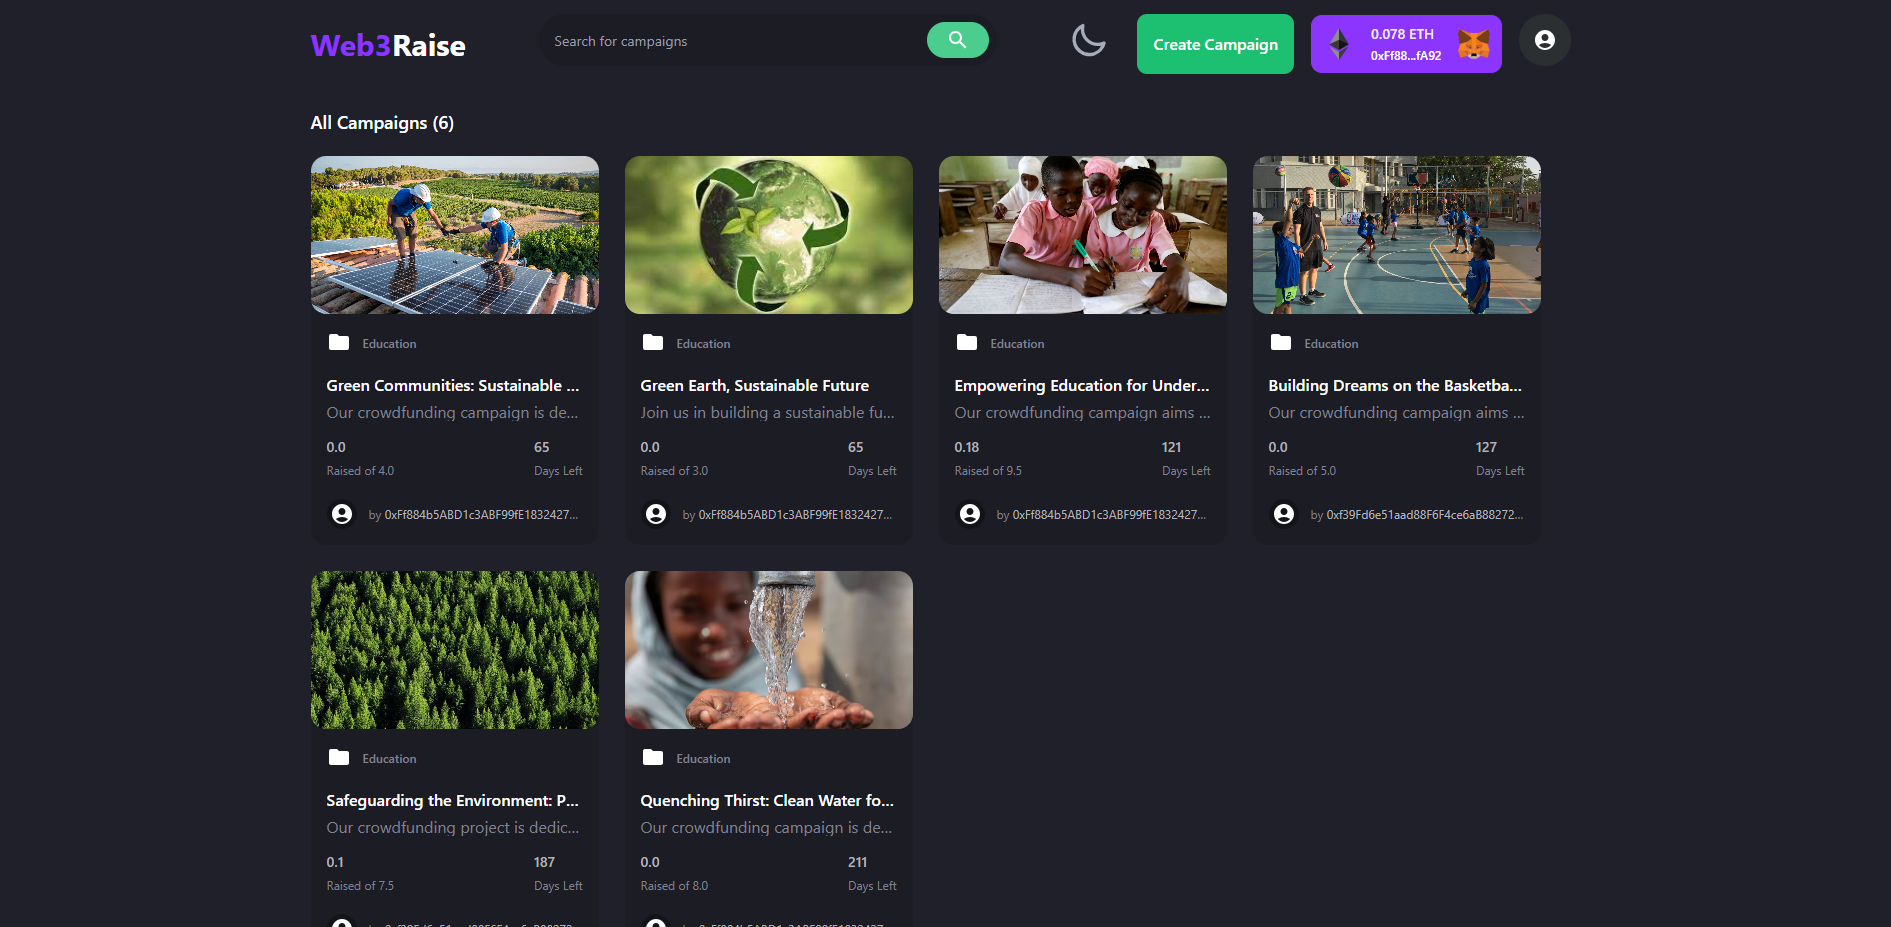 Web3Raise
Search for campaigns
Create Campaign
0.078 ETH
0xFf88...fA92
All Campaigns (6)
Education
Green Communities: Sustainable ...
Our crowdfunding campaign is de...
0.0
65
Raised of 4.0
Days Left
by 0xFf884b5ABD1c3ABF99fE1832427...
Education
Green Earth, Sustainable Future
Join us in building a sustainable fu...
0.0
65
Raised of 3.0
Days Left
by 0xFf884b5ABD1c3ABF99fE1832427...
Education
Empowering Education for Under...
Our crowdfunding campaign aims ...
0.18
121
Raised of 9.5
Days Left
by 0xFf884b5ABD1c3ABF99fE1832427...
Education
Building Dreams on the Basketba...
Our crowdfunding campaign aims ...
0.0
127
Raised of 5.0
Days Left
by 0xf39Fd6e51aad88F6F4ce6aB88272...
Education
Safeguarding the Environment: P...
Our crowdfunding project is dedic...
0.1
187
Raised of 7.5
Days Left
Education
Quenching Thirst: Clean Water fo...
Our crowdfunding campaign is de...
0.0
211
Raised of 8.0
Days Left